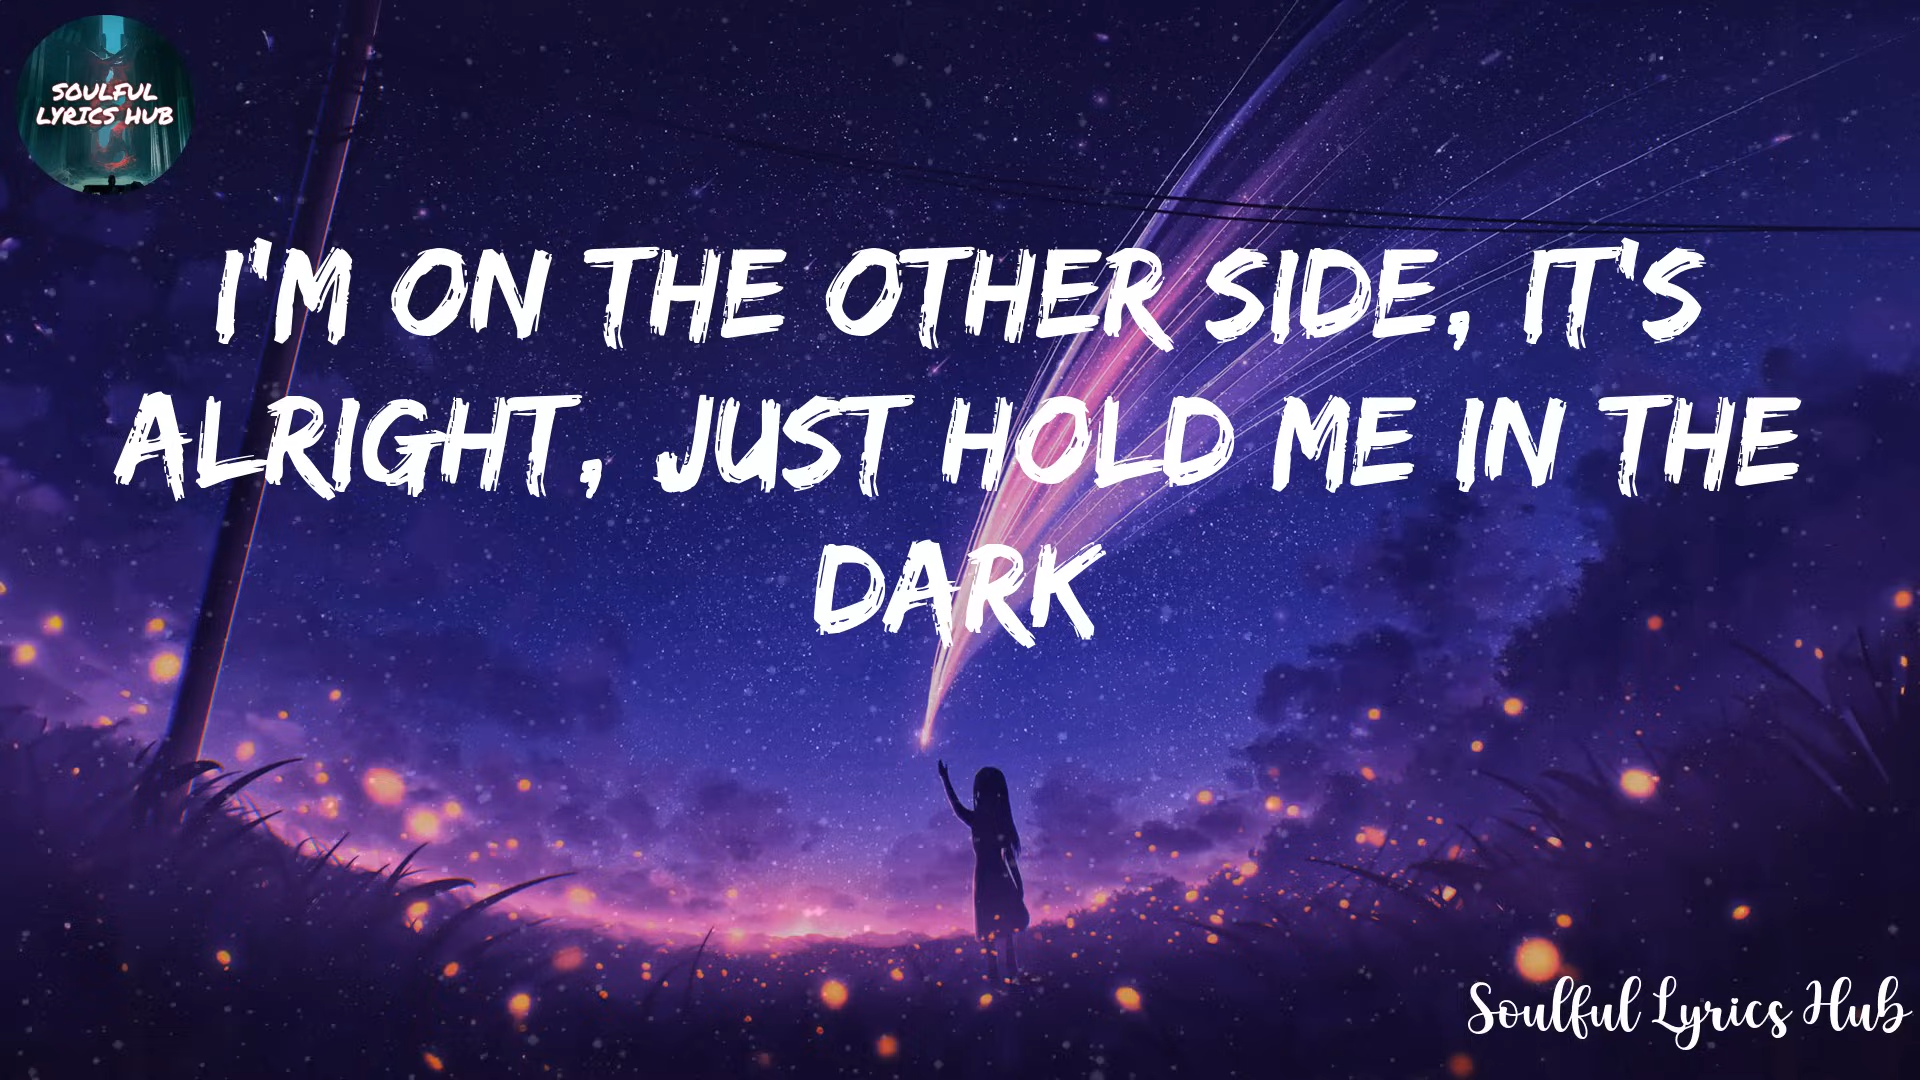 SOULFUL
LYRICS HUB
I'M ON THE OTHER SIDE, IT'S
ALRIGHT, JUST HOLD ME IN THE
DARK
Soulful Lyrics Hub